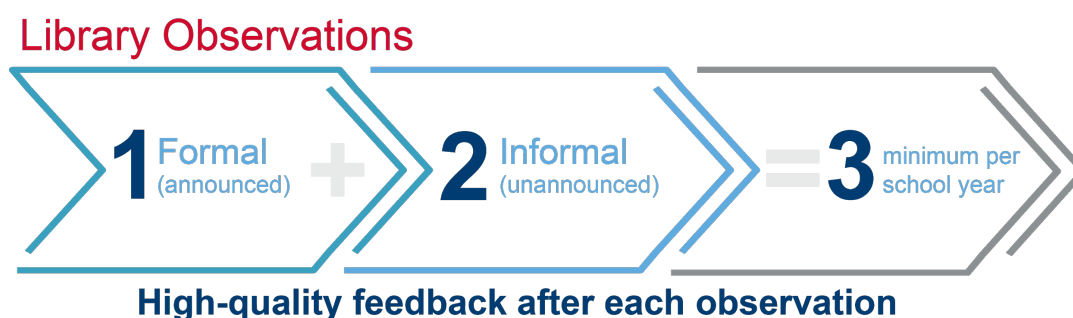 Library Observations
1 Formal (announced) + 2 Informal (unannounced) = 3 minimum per school year
High-quality feedback after each observation